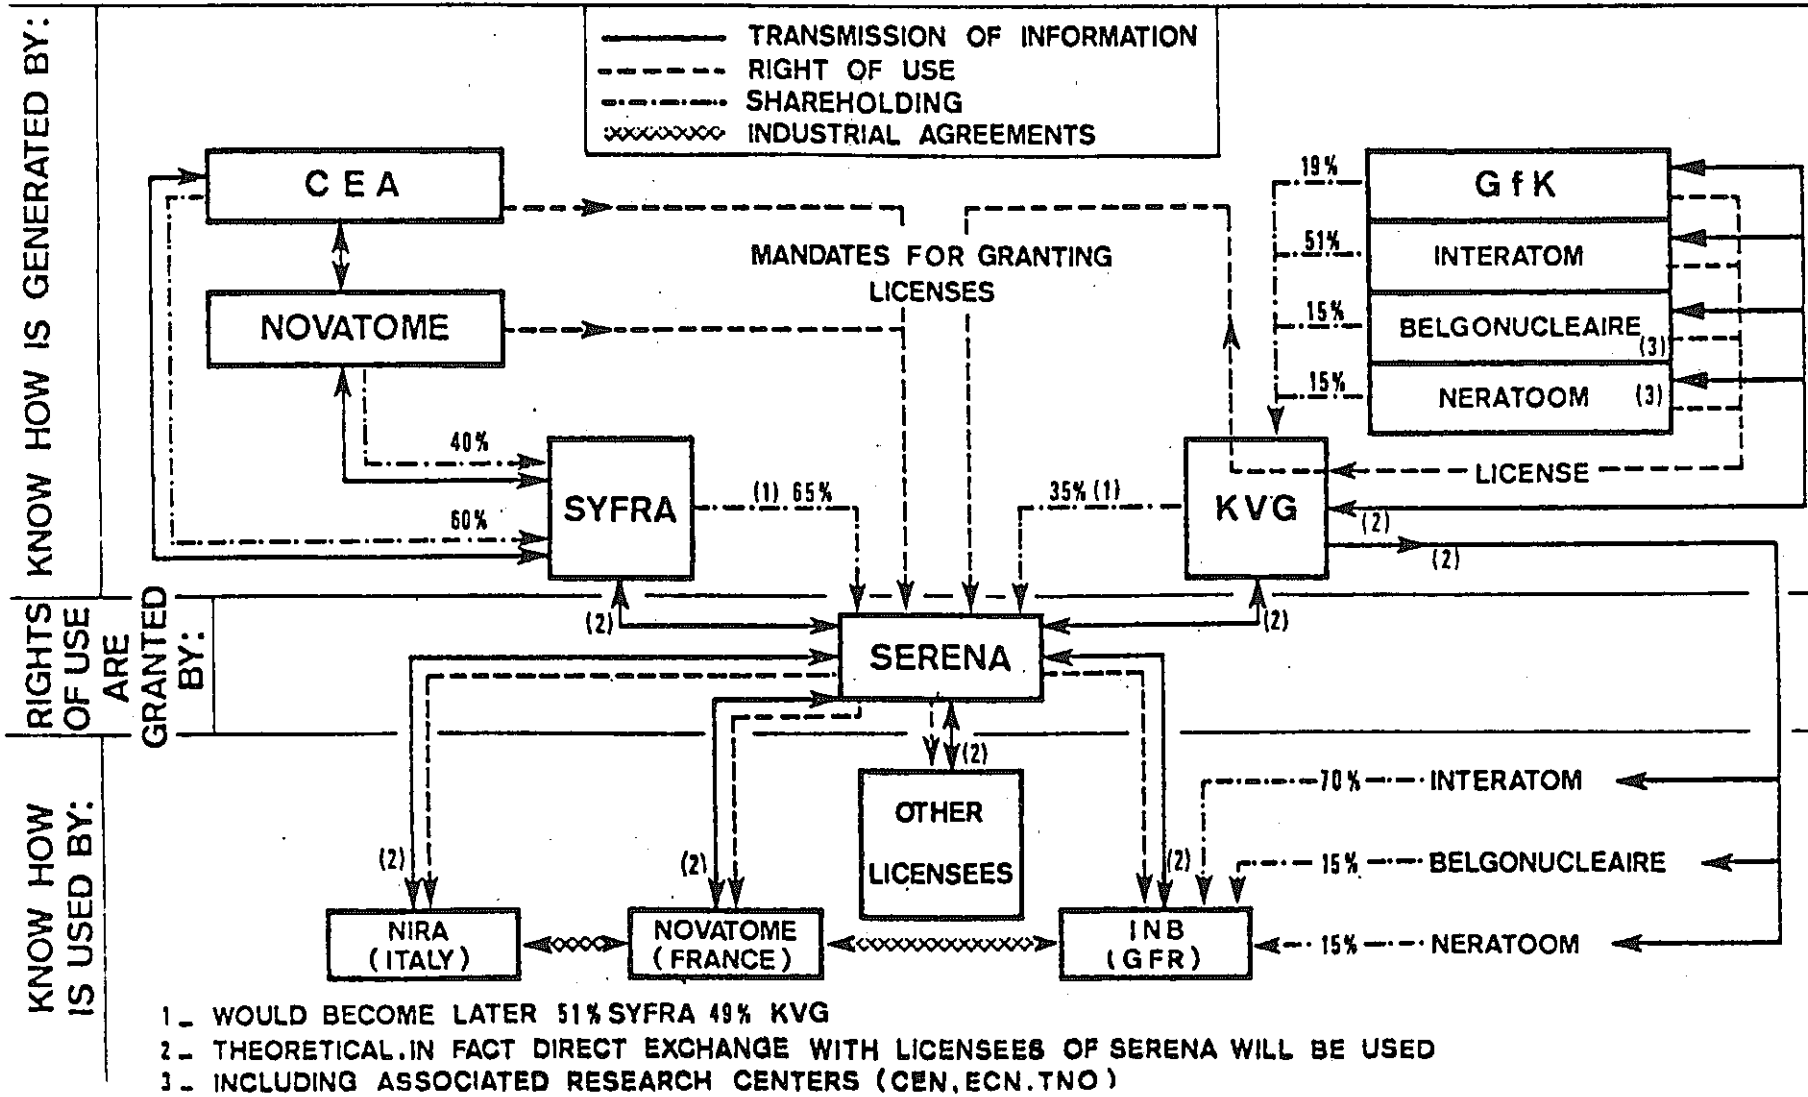 KNOW HOW IS GENERATED BY:
TRANSMISSION OF INFORMATION
RIGHT OF USE
SHAREHOLDING
INDUSTRIAL AGREEMENTS
CEA
NOVATOME
MANDATES FOR GRANTING
LICENSES
19%
GfK
51%
INTERATOM
15%
BELGONUCLEAIRE
(3)
15%
NERATOOM (3)
40%
60%
SYFRA
(1) 65%
35% (1)
KVG
LICENSE
(2)
(2)
RIGHTS
OF USE
ARE
GRANTED
BY:
(2)
(2)
SERENA
KNOW HOW
IS USED BY:
(2)
(2)
(2)
(2)
OTHER
LICENSEES
70% INTERATOM
15% BELGONUCLEAIRE
15% NERATOOM
NIRA
(ITALY)
NOVATOME
(FRANCE)
INB
(GFR)
1_ WOULD BECOME LATER 51% SYFRA 49% KVG
2_ THEORETICAL.IN FACT DIRECT EXCHANGE WITH LICENSEES OF SERENA WILL BE USED
3_ INCLUDING ASSOCIATED RESEARCH CENTERS (CEN,ECN.TNO)